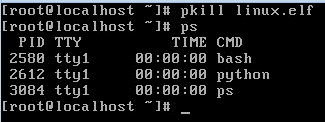 [root@localhost ~]# pkill linux.elf
[root@localhost ~]# ps
  PID TTY          TIME CMD
 2580 tty1     00:00:00 bash
 2612 tty1     00:00:00 python
 3084 tty1     00:00:00 ps
[root@localhost ~]# _